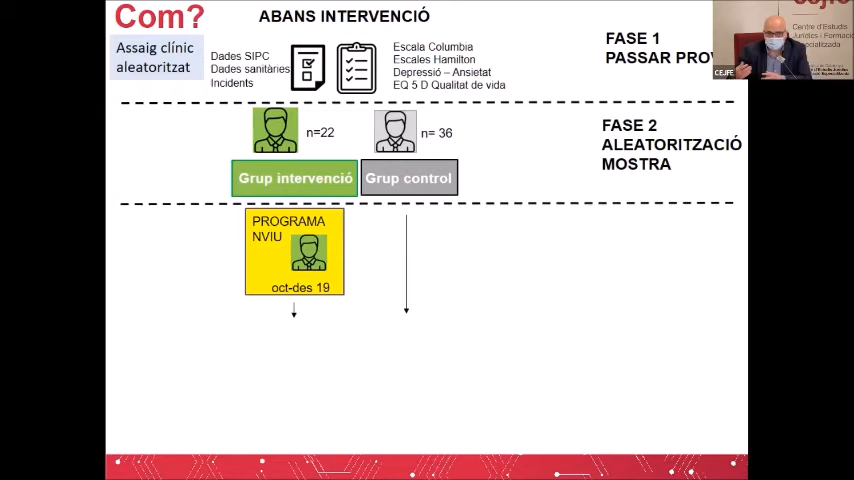 Com?
Assaig clínic
aleatoritzat
ABANS INTERVENCIÓ
Dades SIPC
Dades sanitàries
Incidents
Escala Columbia
Escales Hamilton
Depressió – Ansietat
EQ 5 D Qualitat de vida
FASE 1
PASSAR PROV
n=22
n= 36
FASE 2
ALEATORITZACIÓ
MOSTRA
Grup intervenció
Grup control
PROGRAMA
NVIU
oct-des 19
CEJFE
Centre d'Estudis
Jurídics i Formació
Especialitzada